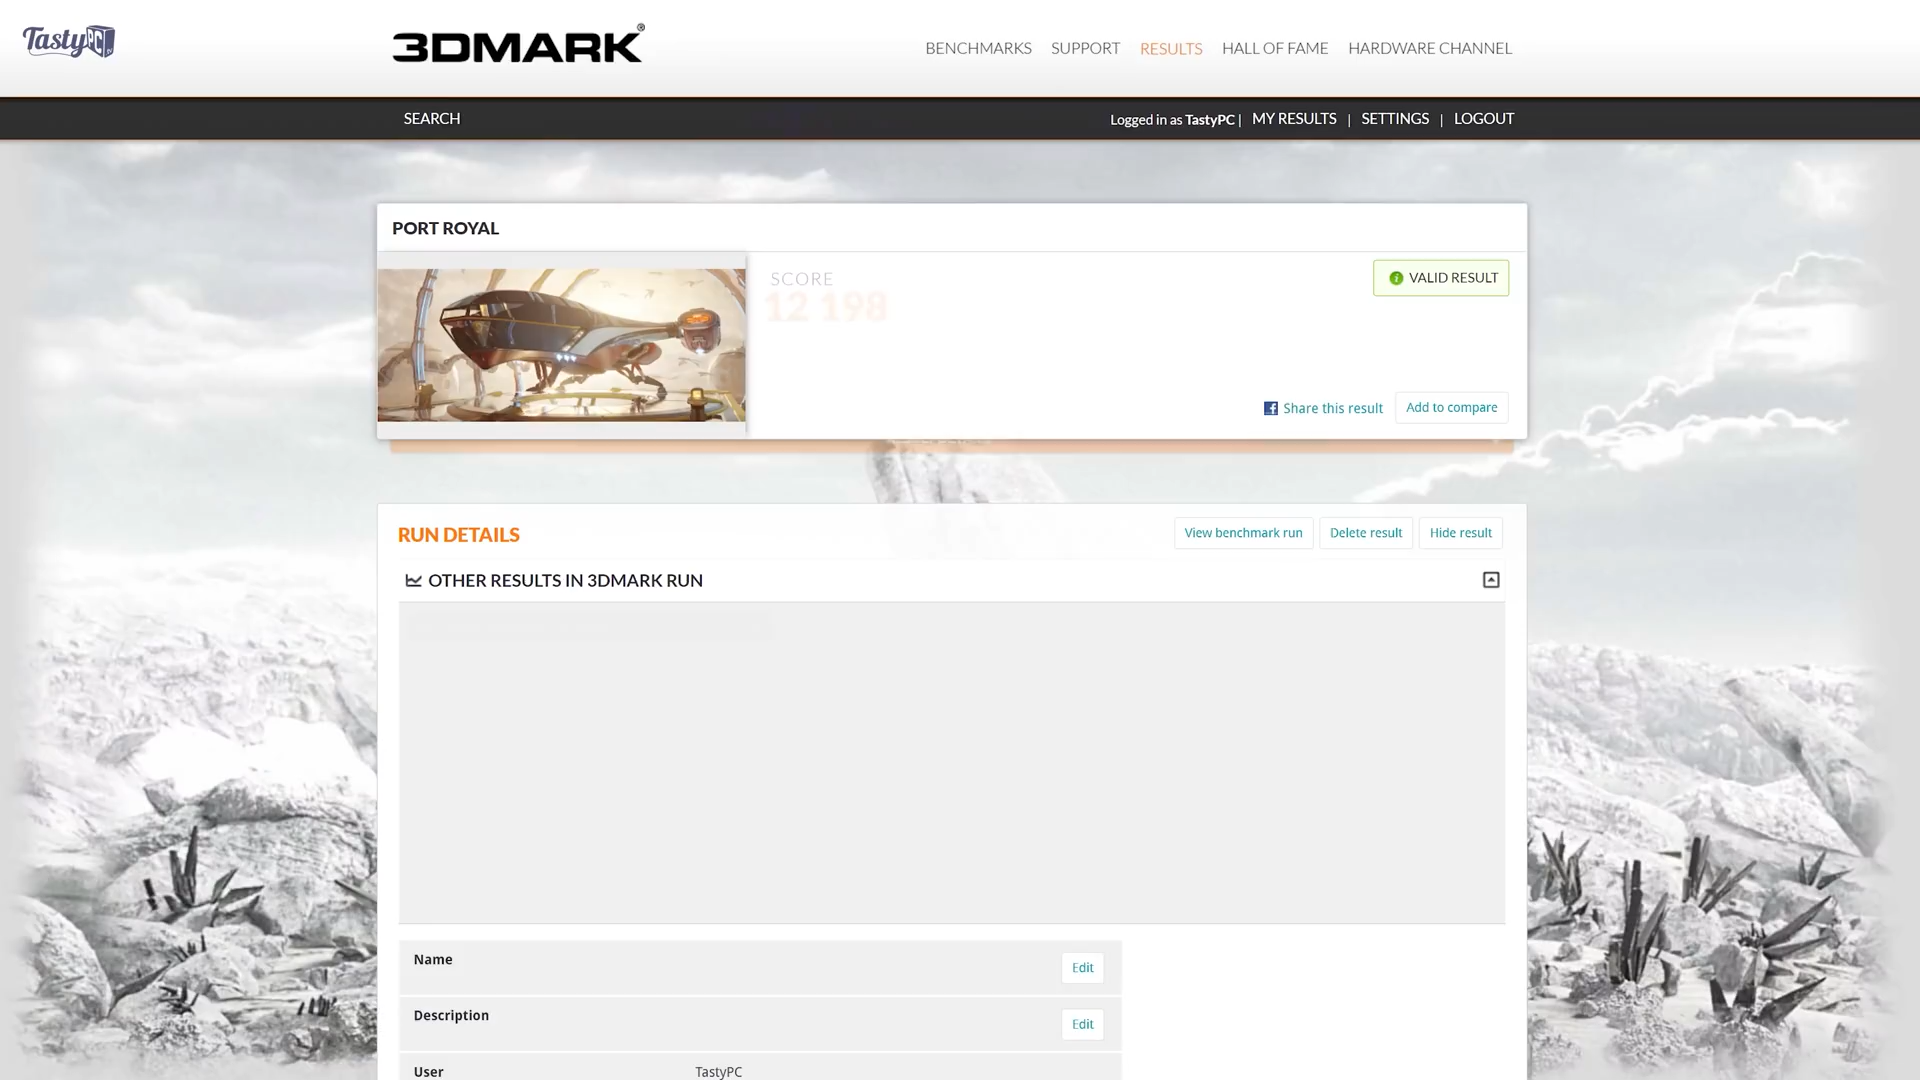 TastyPC
3DMARK®
BENCHMARKS SUPPORT RESULTS HALL OF FAME HARDWARE CHANNEL
SEARCH
Logged in as TastyPC | MY RESULTS | SETTINGS | LOGOUT
PORT ROYAL
SCORE
12 198
VALID RESULT
Share this result
Add to compare
RUN DETAILS
View benchmark run
Delete result
Hide result
OTHER RESULTS IN 3DMARK RUN
Name
Edit
Description
Edit
User TastyPC